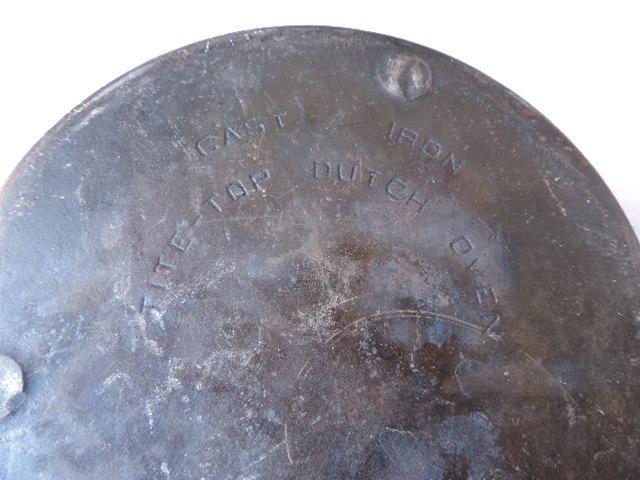 CAST IRON
TITE-TOP DUTCH OVEN